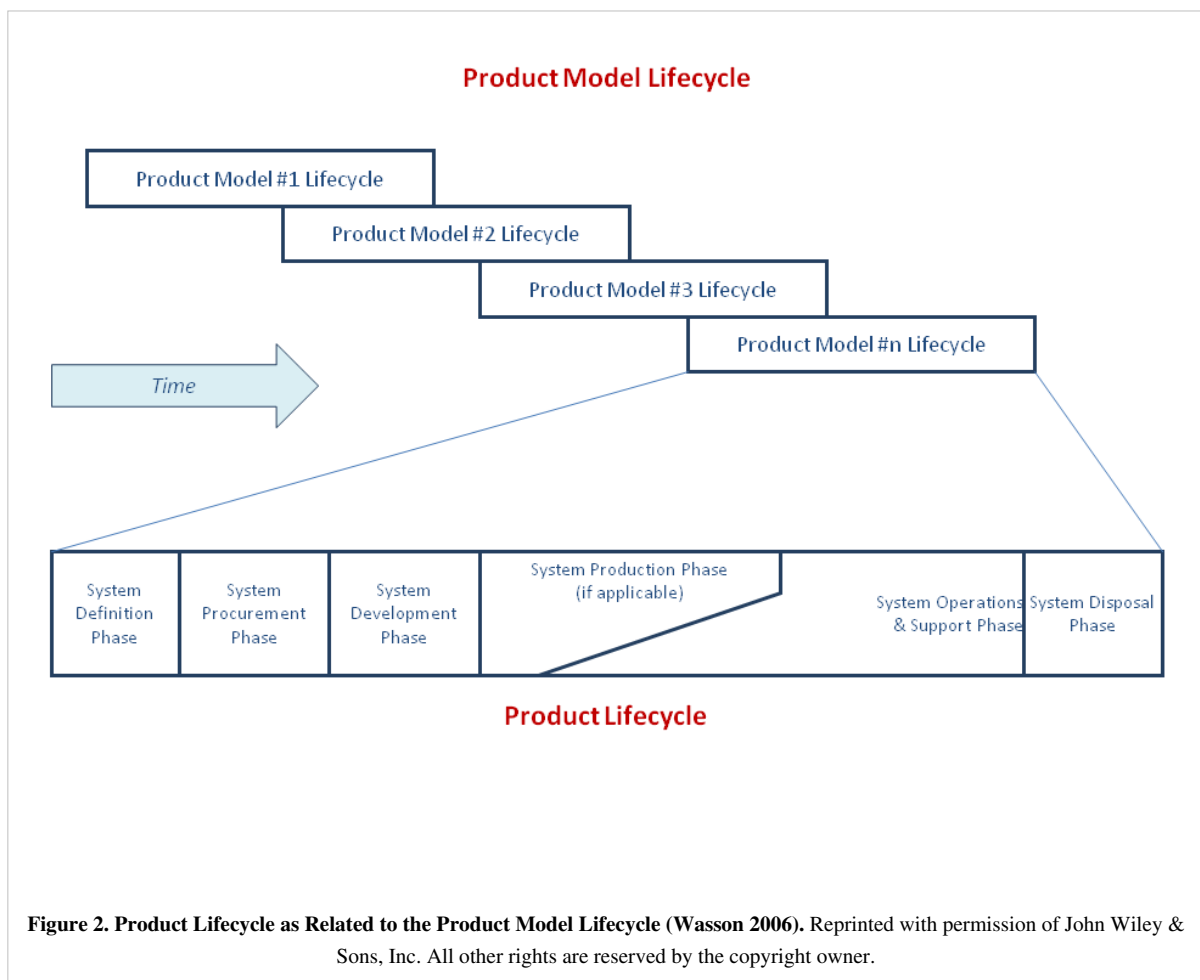 Product Model Lifecycle
Product Model #1 Lifecycle
Product Model #2 Lifecycle
Product Model #3 Lifecycle
Product Model #n Lifecycle
Time
System
Definition
Phase
System
Procurement
Phase
System
Development
Phase
System Production Phase
(if applicable)
System Operations
& Support Phase
System Disposal
Phase
Product Lifecycle
Figure 2. Product Lifecycle as Related to the Product Model Lifecycle (Wasson 2006). Reprinted with permission of John Wiley &
Sons, Inc. All other rights are reserved by the copyright owner.